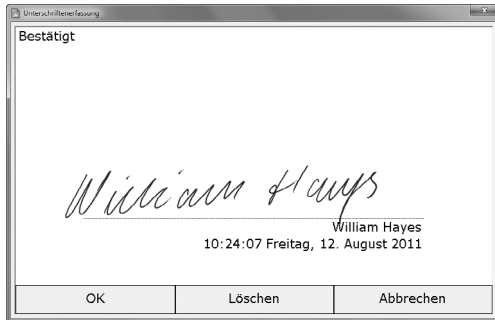 Unterschriftenerfassung
Bestätigt
William Hayes
William Hayes
10:24:07 Freitag, 12. August 2011
OK Löschen Abbrechen